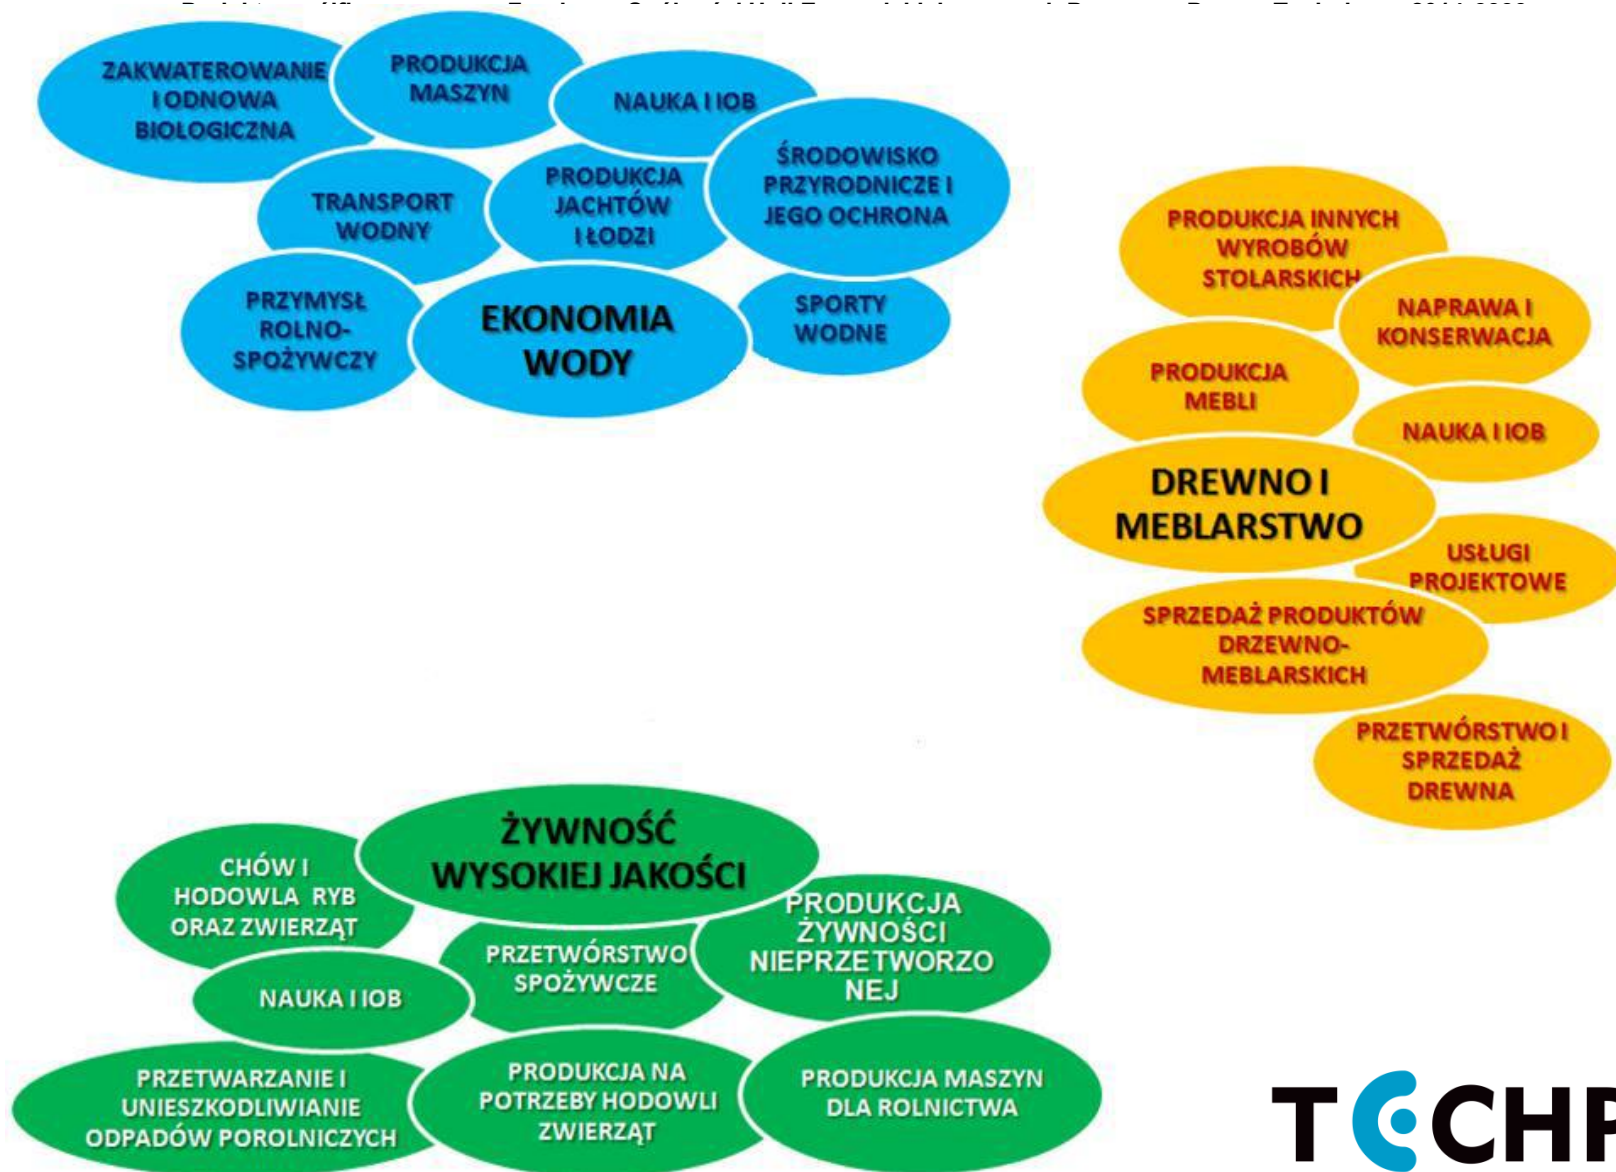 ZAKWATEROWANIE
I ODNOWA
BIOLOGICZNA
PRODUKCJA
MASZYN
NAUKA I IOB
ŚRODOWISKO
PRZYRODNICZE I
JEGO OCHRONA
TRANSPORT
WODNY
PRODUKCJA
JACHTÓW
I ŁODZI
PRZYMYSŁ
ROLNO-
SPOŻYWCZY
EKONOMIA
WODY
SPORTY
WODNE
PRODUKCJA INNYCH
WYROBÓW
STOLARSKICH
NAPRAWA I
KONSERWACJA
PRODUKCJA
MEBLI
NAUKA I IOB
DREWNO I
MEBLARSTWO
USŁUGI
PROJEKTOWE
SPRZEDAŻ PRODUKTÓW
DRZEWNO-
MEBLARSKICH
PRZETWÓRSTWO I
SPRZEDAŻ
DREWNA
ŻYWNOŚĆ
WYSOKIEJ JAKOŚCI
CHÓW I
HODOWLA RYB
ORAZ ZWIERZĄT
PRODUKCJA
ŻYWNOŚCI
NIEPRZETWORZO
NEJ
PRZETWÓRSTWO
SPOŻYWCZE
NAUKA I IOB
PRZETWARZANIE I
UNIESZKODLIWIANIE
ODPADÓW POROLNICZYCH
PRODUKCJA NA
POTRZEBY HODOWLI
ZWIERZĄT
PRODUKCJA MASZYN
DLA ROLNICTWA
TECHP